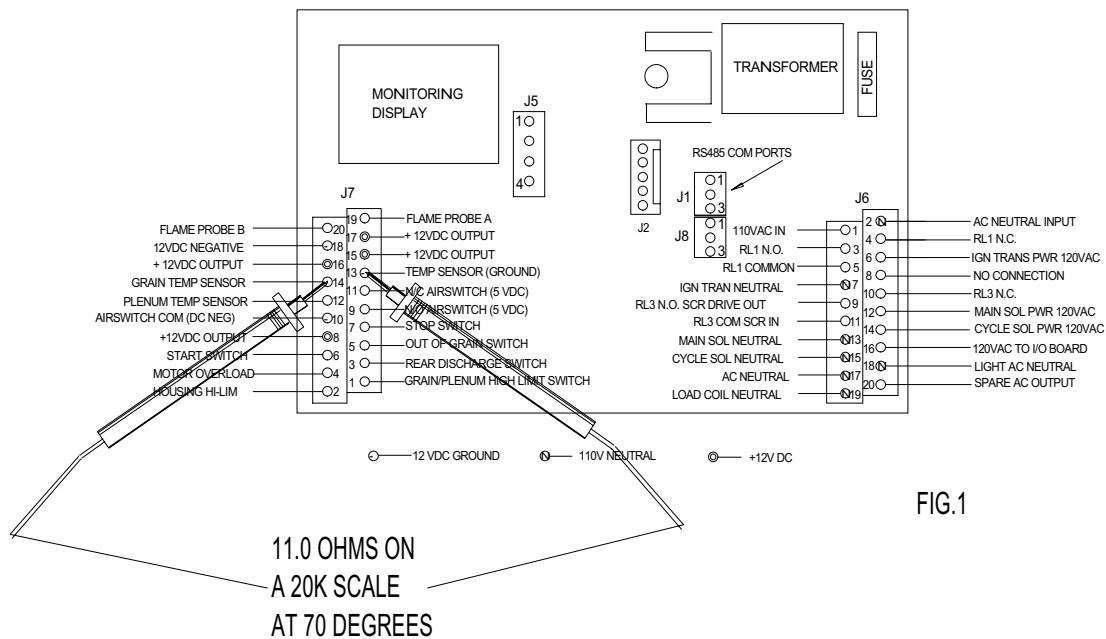 TRANSFORMER
FUSE
MONITORING
DISPLAY
J5
1
4
RS485 COM PORTS
J1
1
3
J2
J8
1
3
J7
FLAME PROBE B 20
12VDC NEGATIVE 18
+ 12VDC OUTPUT 16
GRAIN TEMP SENSOR 14
PLENUM TEMP SENSOR 12
AIRSWITCH COM (DC NEG) 10
+12VDC OUTPUT 8
START SWITCH 6
MOTOR OVERLOAD 4
HOUSING HI-LIM 2
19 FLAME PROBE A
17 + 12VDC OUTPUT
15 + 12VDC OUTPUT
13 TEMP SENSOR (GROUND)
11 N/C AIRSWITCH (5 VDC)
9 N/O AIRSWITCH (5 VDC)
7 STOP SWITCH
5 OUT OF GRAIN SWITCH
3 REAR DISCHARGE SWITCH
1 GRAIN/PLENUM HIGH LIMIT SWITCH
J6
110VAC IN 1
RL1 N.O. 3
RL1 COMMON 5
IGN TRAN NEUTRAL N 7
RL3 N.O. SCR DRIVE OUT 9
RL3 COM SCR IN 11
MAIN SOL NEUTRAL N 13
CYCLE SOL NEUTRAL N 15
AC NEUTRAL N 17
LOAD COIL NEUTRAL N 19
2 N AC NEUTRAL INPUT
4 RL1 N.C.
6 IGN TRANS PWR 120VAC
8 NO CONNECTION
10 RL3 N.C.
12 MAIN SOL PWR 120VAC
14 CYCLE SOL PWR 120VAC
16 120VAC TO I/O BOARD
18 N LIGHT AC NEUTRAL
20 SPARE AC OUTPUT
12 VDC GROUND N 110V NEUTRAL +12V DC
FIG.1
11.0 OHMS ON
A 20K SCALE
AT 70 DEGREES